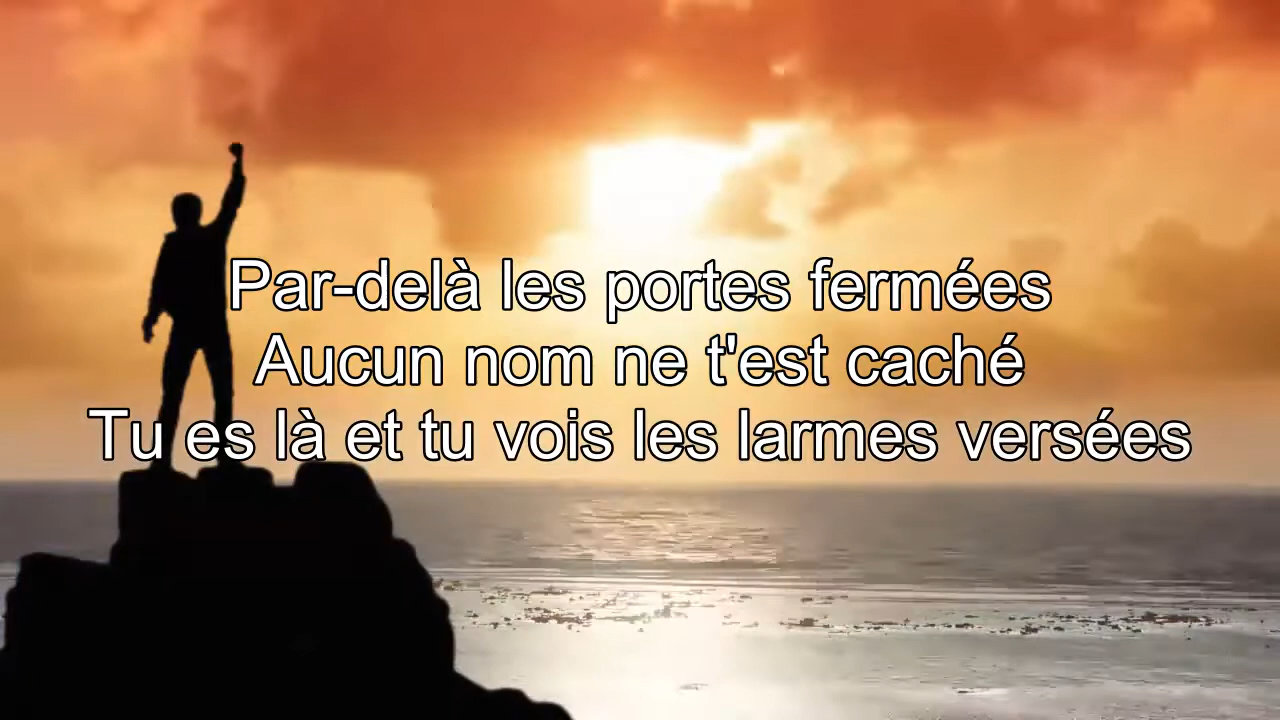 Par-delà les portes fermées
Aucun nom ne t'est caché
Tu es là et tu vois les larmes versées